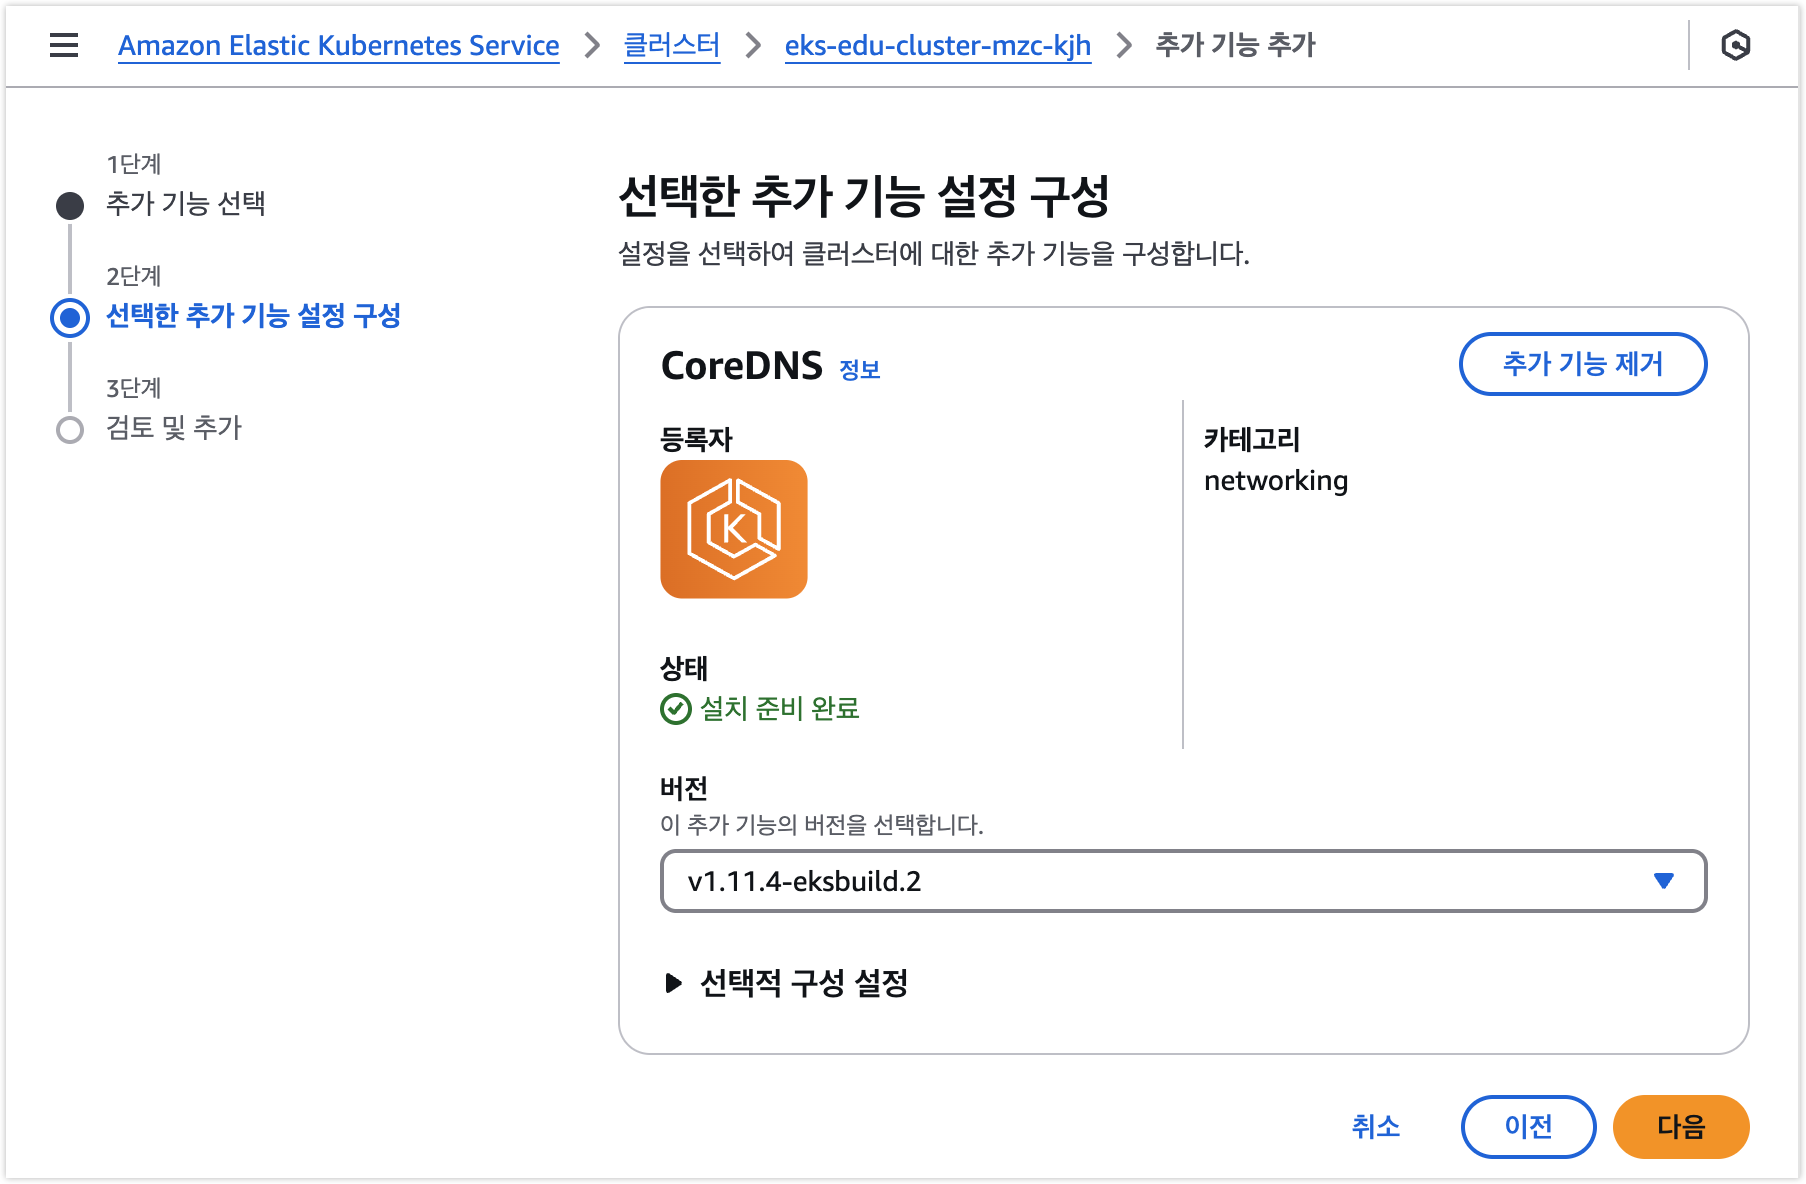 Amazon Elastic Kubernetes Service > 클러스터 > eks-edu-cluster-mzc-kjh > 추가 기능 추가
1단계
추가 기능 선택
2단계
선택한 추가 기능 설정 구성
3단계
검토 및 추가
선택한 추가 기능 설정 구성
설정을 선택하여 클러스터에 대한 추가 기능을 구성합니다.
CoreDNS 정보
추가 기능 제거
등록자
K
카테고리
networking
상태
설치 준비 완료
버전
이 추가 기능의 버전을 선택합니다.
v1.11.4-eksbuild.2
선택적 구성 설정
취소
이전
다음